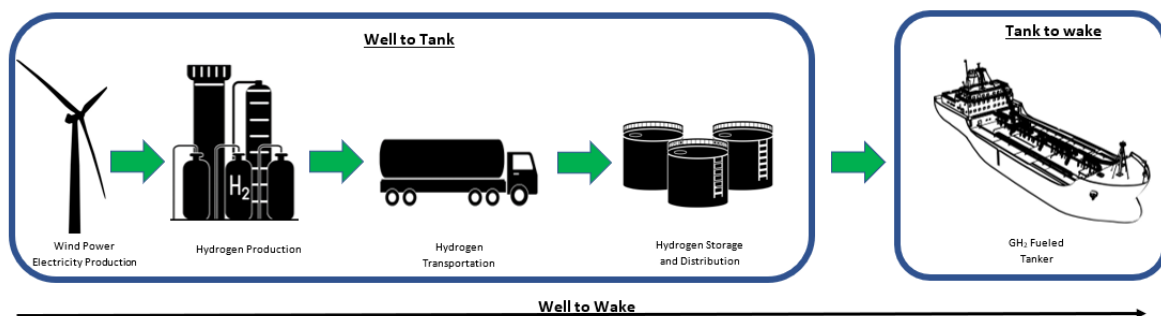 Well to Tank
Tank to wake
H₂
Wind Power
Electricity Production
Hydrogen Production
Hydrogen
Transportation
Hydrogen Storage
and Distribution
GH₂ Fueled
Tanker
Well to Wake